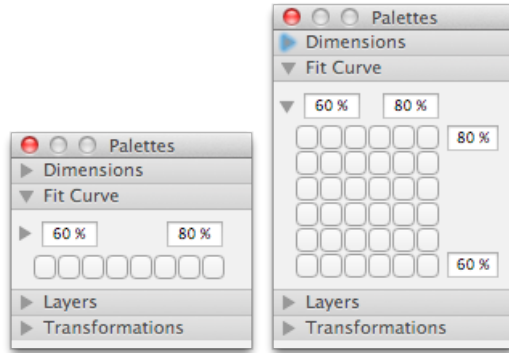 Palettes
Dimensions
Fit Curve
60 % 80 %
Layers
Transformations
Palettes
Dimensions
Fit Curve
60 % 80 %
80 %
60 %
Layers
Transformations